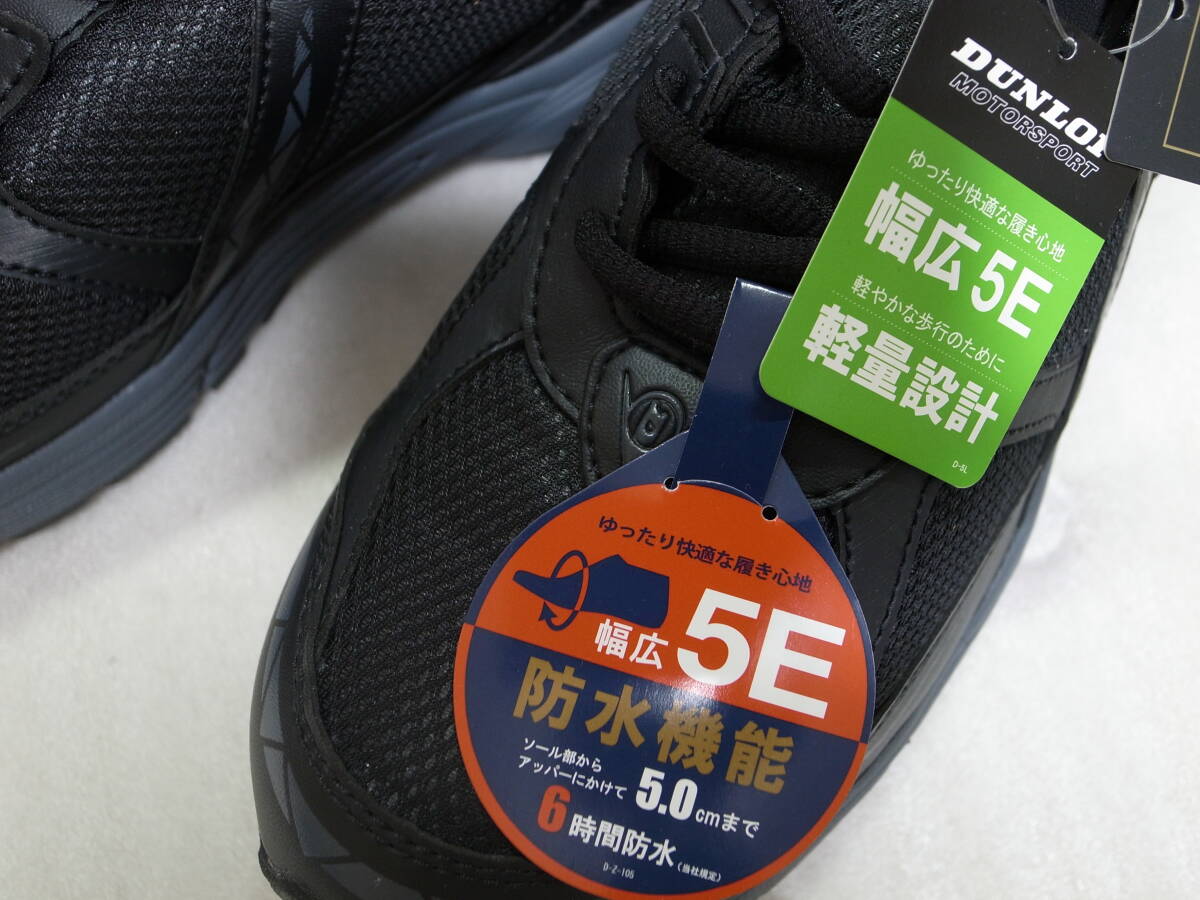 DUNLOP
MOTORSPORT
ゆったり快適な履き心地
幅広5E
軽やかな歩行のために
軽量設計
D-5L
ゆったり快適な履き心地
幅広 5E
防水機能
ソール部から
アッパーにかけて 5.0cmまで
6時間防水(当社規定)
D-Z-105